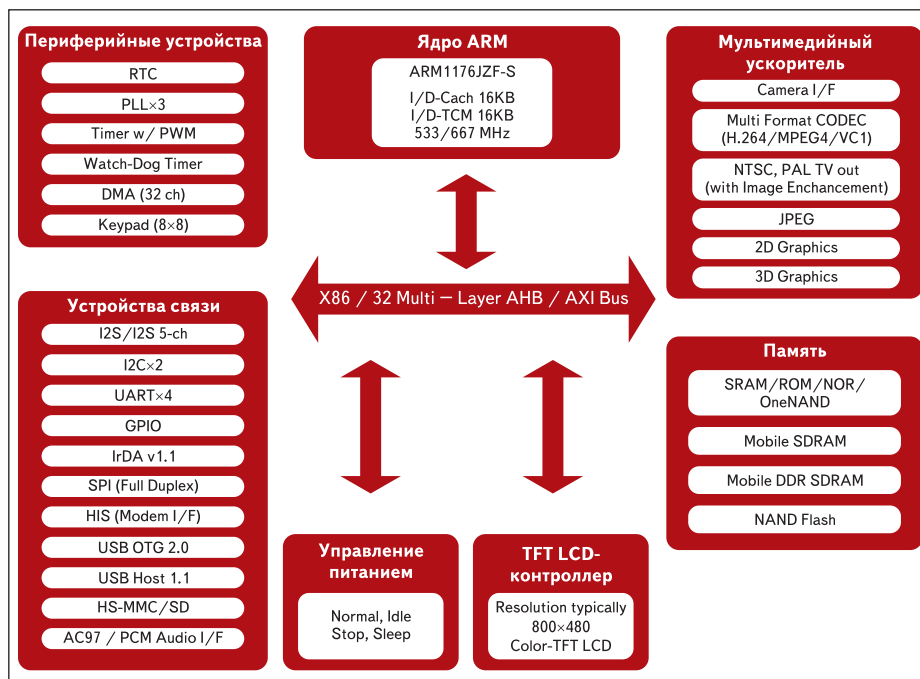 Периферийные устройства
RTC
PLL×3
Timer w/ PWM
Watch-Dog Timer
DMA (32 ch)
Keypad (8×8)
Ядро ARM
ARM1176JZF-S
I/D-Cach 16KB
I/D-TCM 16KB
533/667 MHz
Мультимедийный
ускоритель
Camera I/F
Multi Format CODEC
(H.264/MPEG4/VC1)
NTSC, PAL TV out
(with Image Enchancement)
JPEG
2D Graphics
3D Graphics
X86 / 32 Multi – Layer AHB / AXI Bus
Устройства связи
I2S/I2S 5-ch
I2C×2
UART×4
GPIO
IrDA v1.1
SPI (Full Duplex)
HIS (Modem I/F)
USB OTG 2.0
USB Host 1.1
HS-MMC/SD
AC97 / PCM Audio I/F
Управление
питанием
Normal, Idle
Stop, Sleep
TFT LCD-
контроллер
Resolution typically
800×480
Color-TFT LCD
Память
SRAM/ROM/NOR/
OneNAND
Mobile SDRAM
Mobile DDR SDRAM
NAND Flash